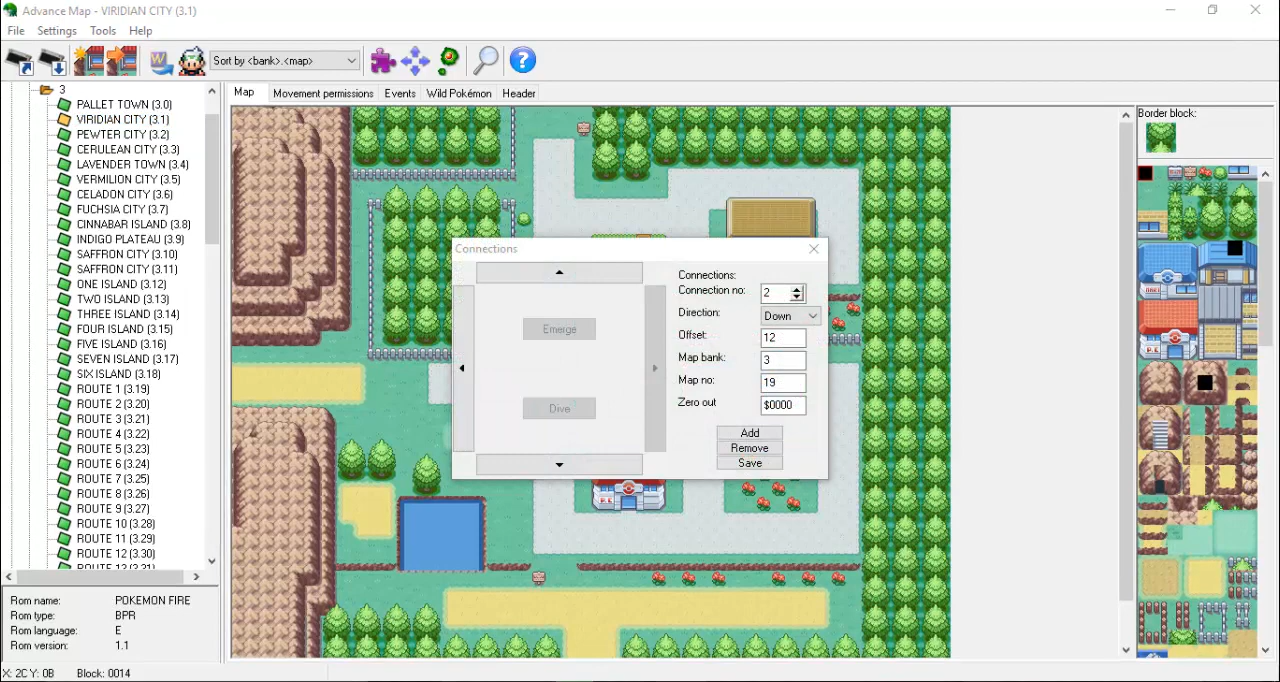 Advance Map - VIRIDIAN CITY (3.1)
File Settings Tools Help
Sort by <bank>.<map>
3
PALLET TOWN (3.0)
VIRIDIAN CITY (3.1)
PEWTER CITY (3.2)
CERULEAN CITY (3.3)
LAVENDER TOWN (3.4)
VERMILION CITY (3.5)
CELADON CITY (3.6)
FUCHSIA CITY (3.7)
CINNABAR ISLAND (3.8)
INDIGO PLATEAU (3.9)
SAFFRON CITY (3.10)
SAFFRON CITY (3.11)
ONE ISLAND (3.12)
TWO ISLAND (3.13)
THREE ISLAND (3.14)
FOUR ISLAND (3.15)
FIVE ISLAND (3.16)
SEVEN ISLAND (3.17)
SIX ISLAND (3.18)
ROUTE 1 (3.19)
ROUTE 2 (3.20)
ROUTE 3 (3.21)
ROUTE 4 (3.22)
ROUTE 5 (3.23)
ROUTE 6 (3.24)
ROUTE 7 (3.25)
ROUTE 8 (3.26)
ROUTE 9 (3.27)
ROUTE 10 (3.28)
ROUTE 11 (3.29)
ROUTE 12 (3.30)
ROUTE 13 (3.31)
Rom name: POKEMON FIRE
Rom type: BPR
Rom language: E
Rom version: 1.1
X: 2C Y: 0B Block: 0014
Map Movement permissions Events Wild Pokémon Header
Connections
Emerge
Dive
Connections:
Connection no: 2
Direction: Down
Offset: 12
Map bank: 3
Map no: 19
Zero out $0000
Add
Remove
Save
P.C
Border block:
P.C